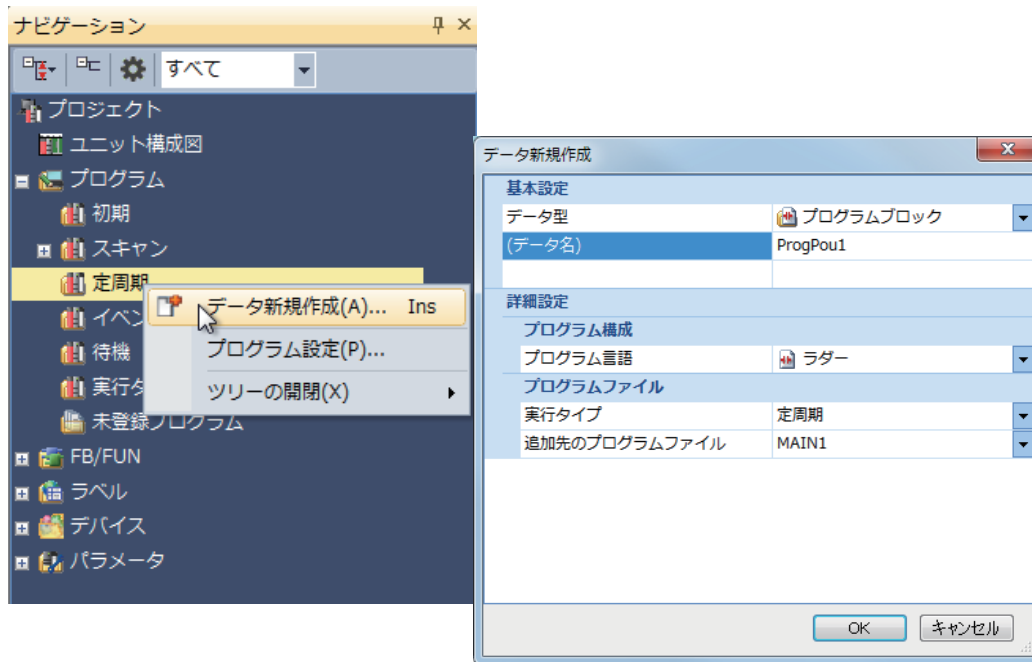 ナビゲーション
すべて
プロジェクト
ユニット構成図
プログラム
初期
スキャン
定周期
イベン
待機
実行タ
未登録プログラム
FB/FUN
ラベル
デバイス
パラメータ
データ新規作成(A)... Ins
プログラム設定(P)...
ツリーの開閉(X)
データ新規作成
基本設定
データ型 プログラムブロック
(データ名) ProgPou1
詳細設定
プログラム構成
プログラム言語 ラダー
プログラムファイル
実行タイプ 定周期
追加先のプログラムファイル MAIN1
OK キャンセル